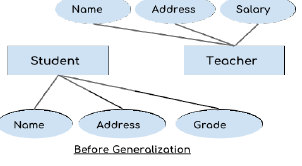 Name Address Salary
Student Teacher
Name Address Grade
Before Generalization